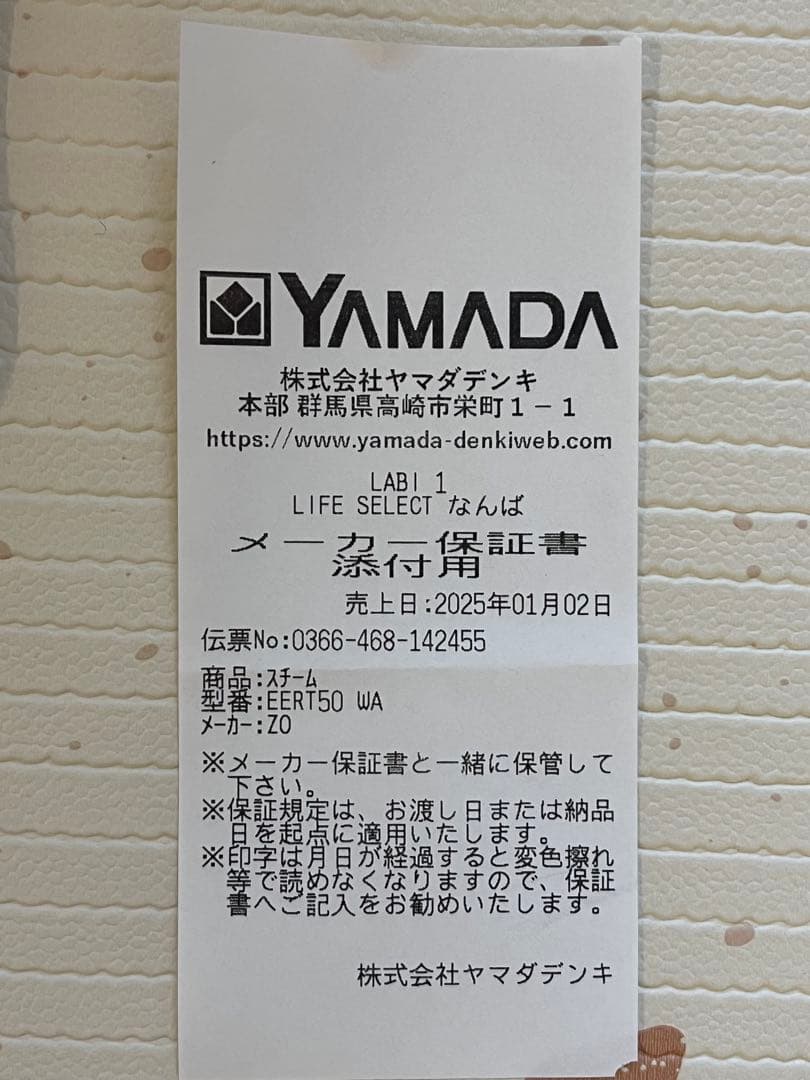 YAMADA
株式会社ヤマダデンキ
本部 群馬県高崎市栄町1-1
https://www.yamada-denkiweb.com
LABI 1
LIFE SELECT なんば
メーカー保証書
添付用
売上日:2025年01月02日
伝票No:0366-468-142455
商品:スチーム
型番:EERT50 WA
メーカー:ZO
※メーカー保証書と一緒に保管して
下さい。
※保証規定は、お渡し日または納品
日を起点に適用いたします。
※印字は月日が経過すると変色擦れ
等で読めなくなりますので、保証
書へご記入をお勧めいたします。
株式会社ヤマダデンキ